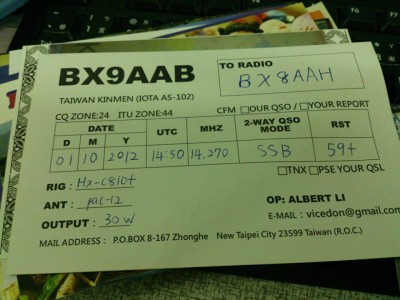 BX9AAB
TO RADIO
BX8AAH
TAIWAN KINMEN (IOTA AS-102)
CQ ZONE:24 ITU ZONE:44
CFM □OUR QSO / □YOUR REPORT
DATE UTC MHZ 2-WAY QSO MODE RST
D M Y
01 10 2012 14:50 14.270 SSB 59+
□TNX □PSE YOUR QSL
RIG : Hx-C810+
ANT : pac-12
OUTPUT : 30W
OP: ALBERT LI
E-MAIL : vicedon@gmail.com
MAIL ADDRESS : P.O.BOX 8-167 Zhonghe New Taipei City 23599 Taiwan (R.O.C.)